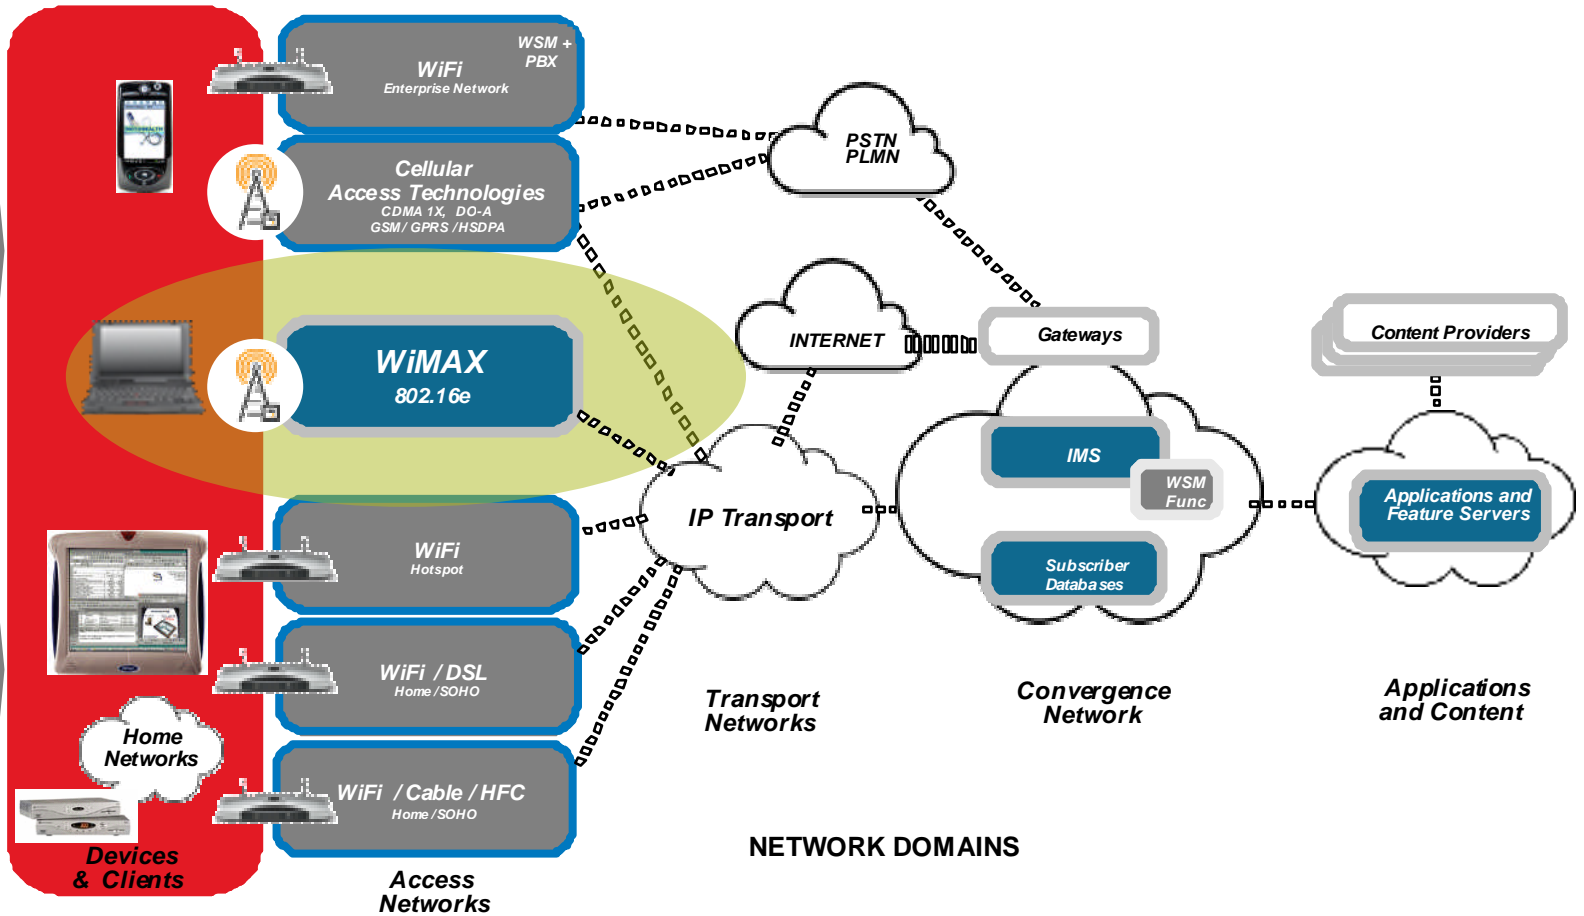 WSM +
PBX
WiFi
Enterprise Network
Cellular
Access Technologies
CDMA 1X, DO-A
GSM / GPRS / HSDPA
PSTN
PLMN
WiMAX
802.16e
INTERNET
Gateways
Content Providers
IMS
WSM
Func
IP Transport
Applications and
Feature Servers
WiFi
Hotspot
Subscriber
Databases
WiFi / DSL
Home / SOHO
Transport
Networks
Convergence
Network
Applications
and Content
Home
Networks
WiFi / Cable / HFC
Home / SOHO
NETWORK DOMAINS
Devices
& Clients
Access
Networks